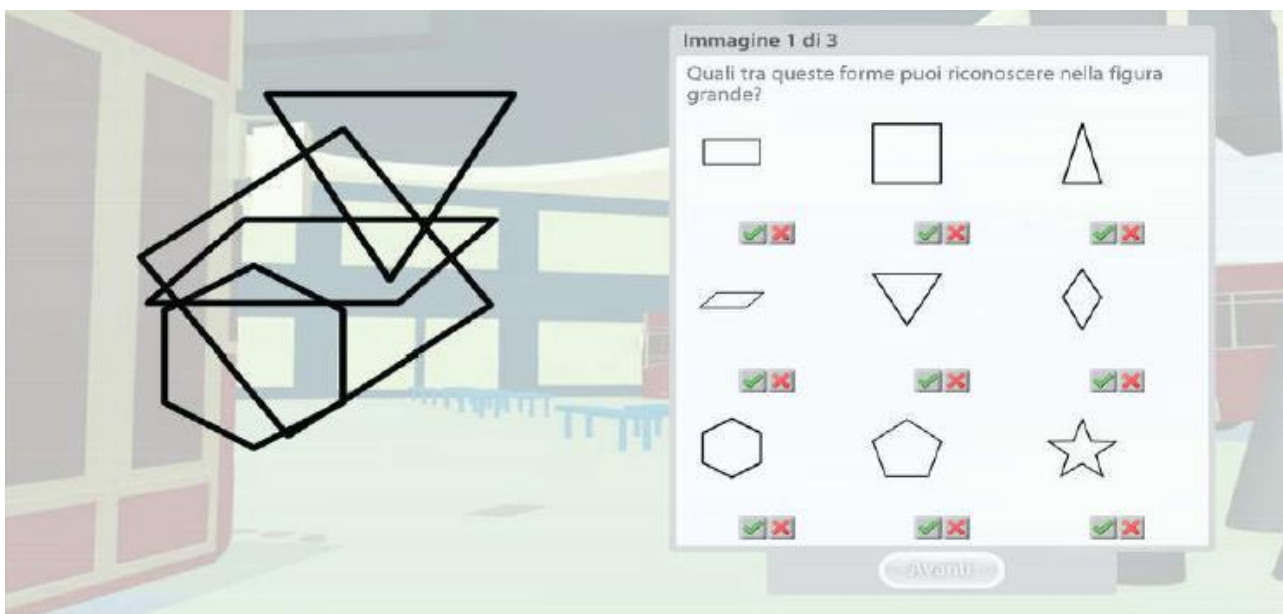 Immagine 1 di 3
Quali tra queste forme puoi riconoscere nella figura
grande?
Avanti